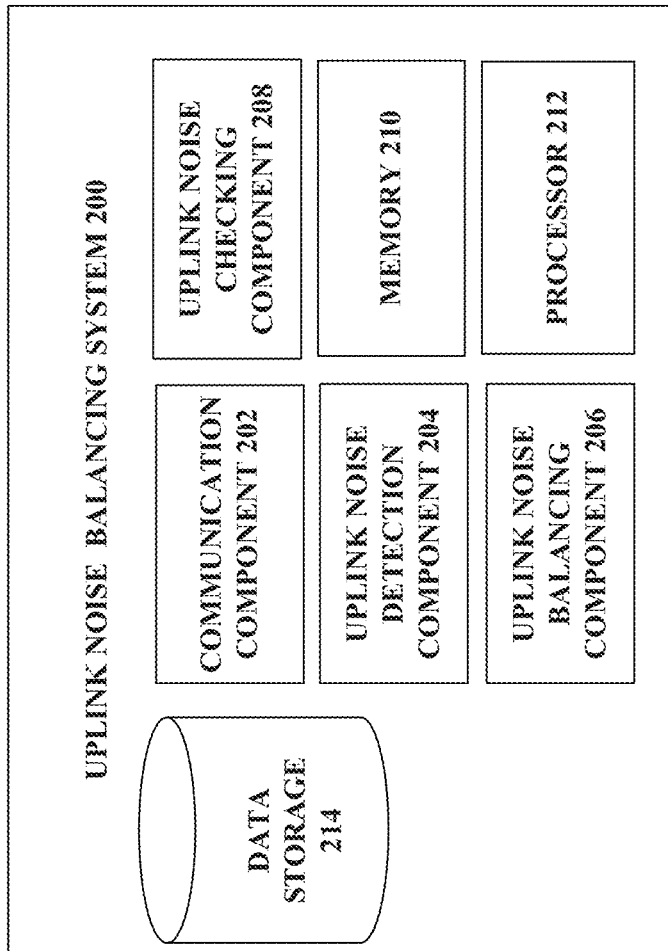 UPLINK NOISE BALANCING SYSTEM 200
DATA
STORAGE
214
COMMUNICATION
COMPONENT 202
UPLINK NOISE
DETECTION
COMPONENT 204
UPLINK NOISE
BALANCING
COMPONENT 206
UPLINK NOISE
CHECKING
COMPONENT 208
MEMORY 210
PROCESSOR 212